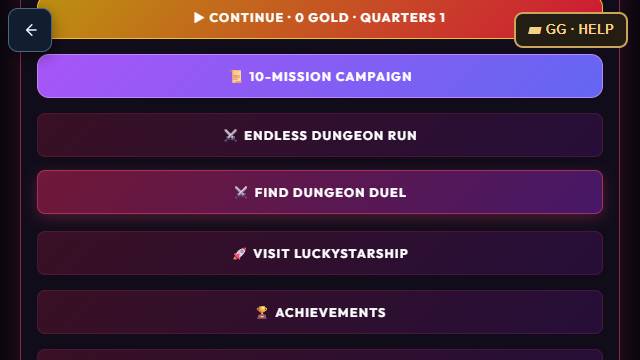 ▶ CONTINUE · 0 GOLD · QUARTERS 1
GG · HELP
10-MISSION CAMPAIGN
ENDLESS DUNGEON RUN
FIND DUNGEON DUEL
VISIT LUCKYSTARSHIP
ACHIEVEMENTS